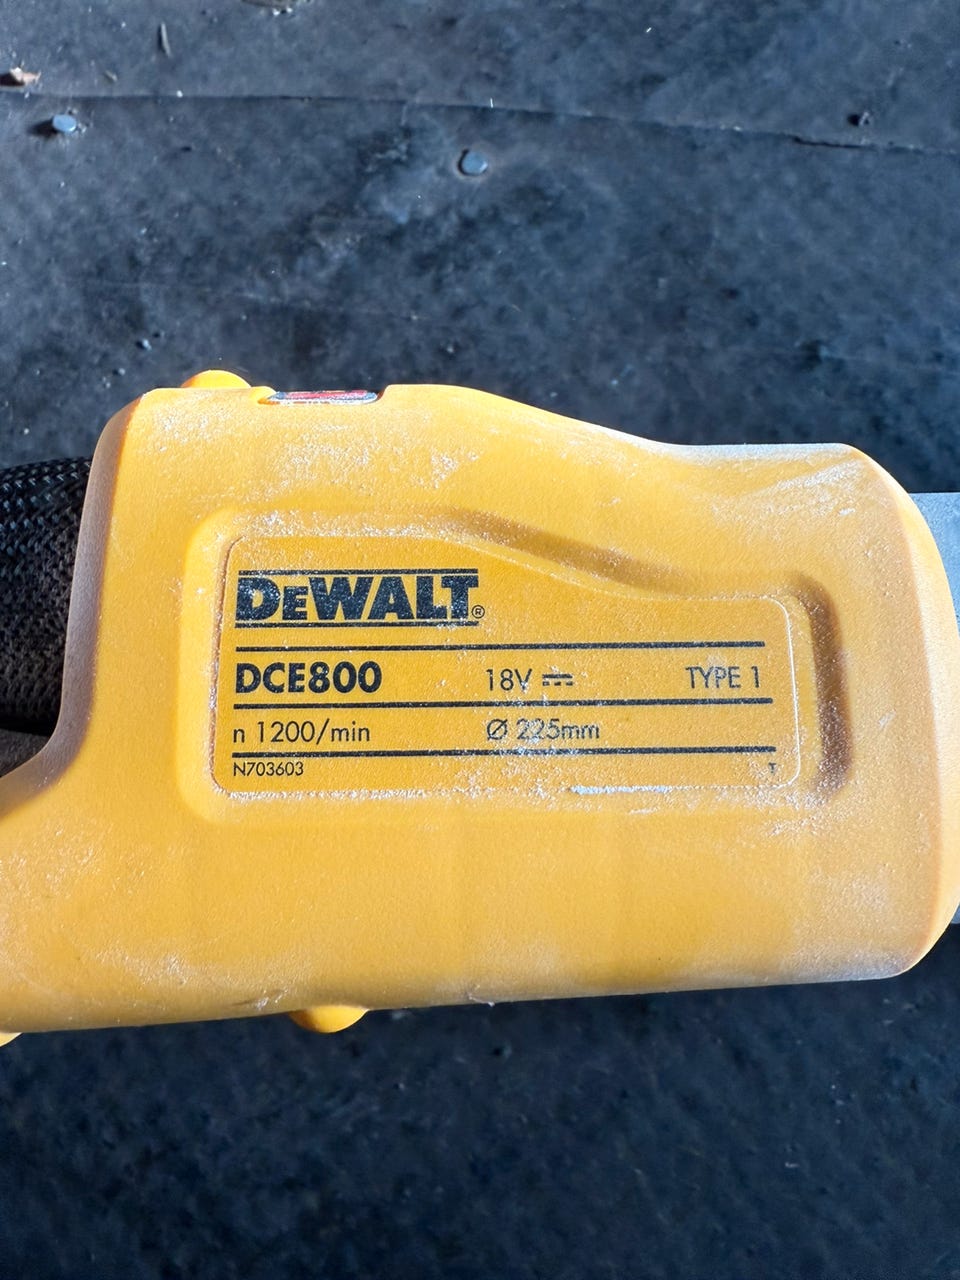 DEWALT®
DCE800 18V ⎓ TYPE 1
n 1200/min Ø 225mm
N703603 T